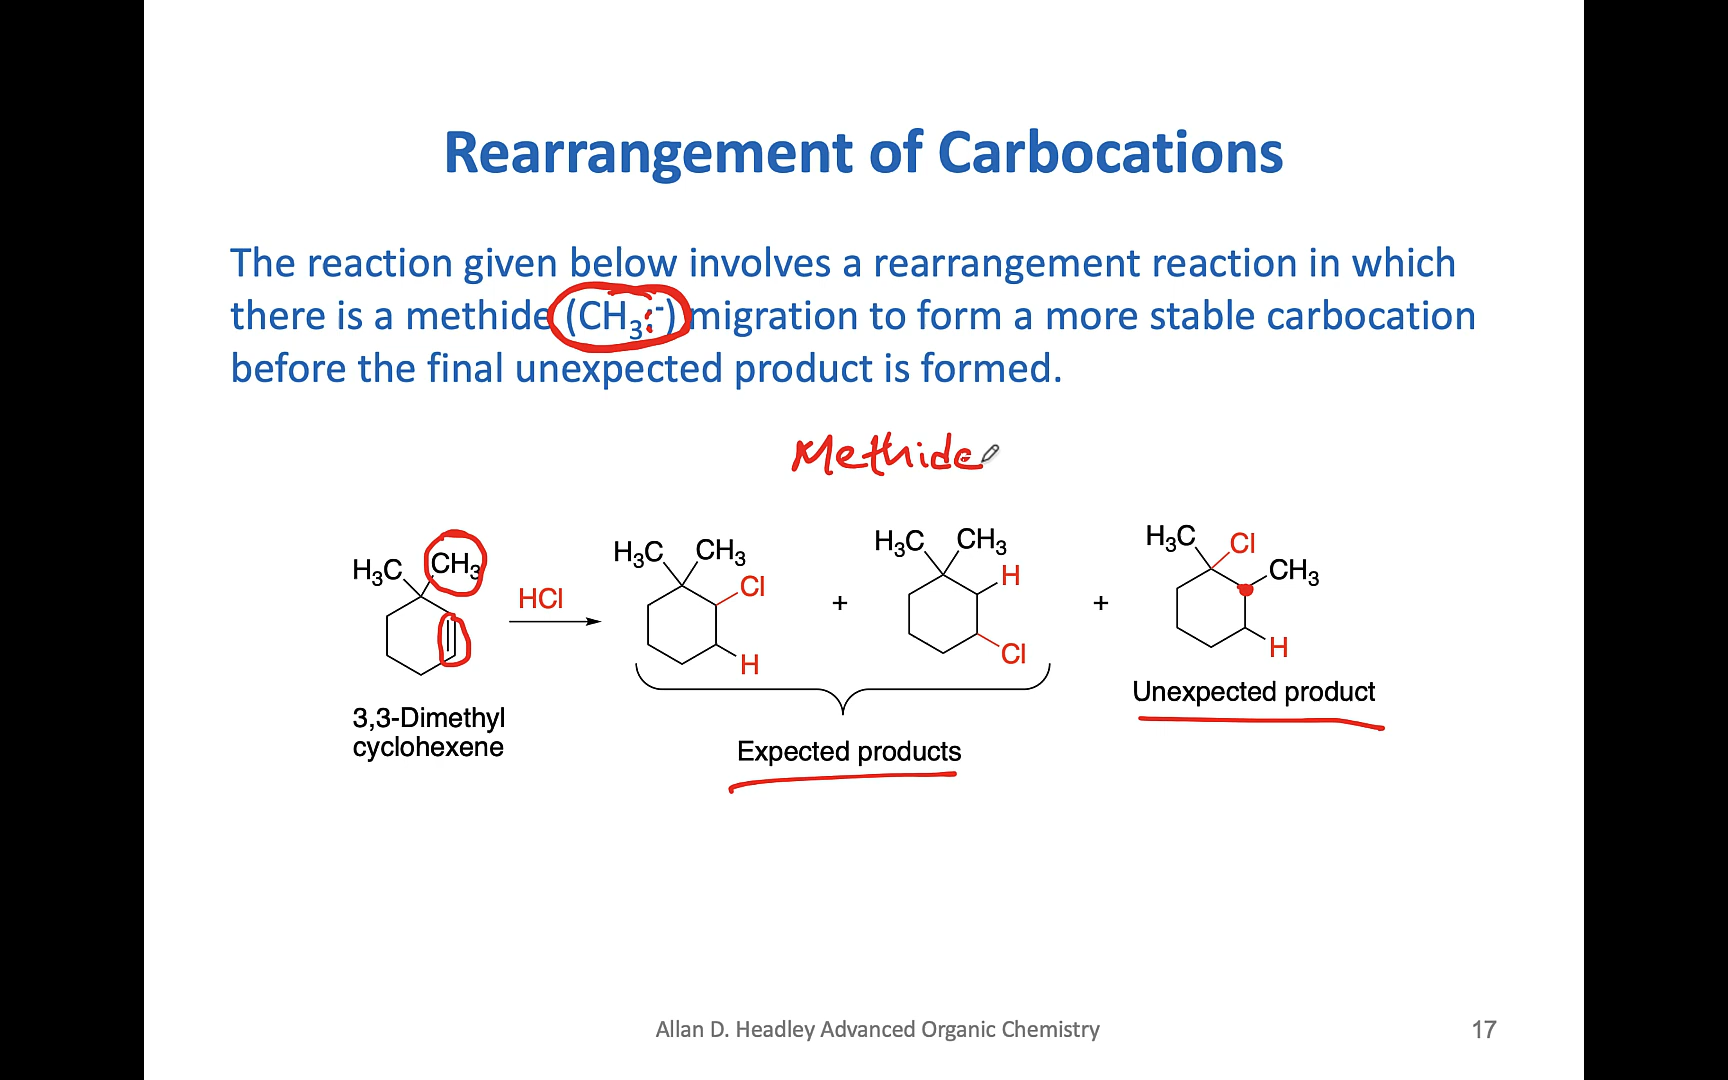 Rearrangement of Carbocations
The reaction given below involves a rearrangement reaction in which
there is a methide (CH₃:⁻) migration to form a more stable carbocation
before the final unexpected product is formed.
Methide
H₃C CH₃
HCl
H₃C CH₃
Cl
H
+
H₃C CH₃
H
Cl
+
H₃C Cl
CH₃
H
3,3-Dimethyl
cyclohexene
Expected products
Unexpected product
Allan D. Headley Advanced Organic Chemistry 17